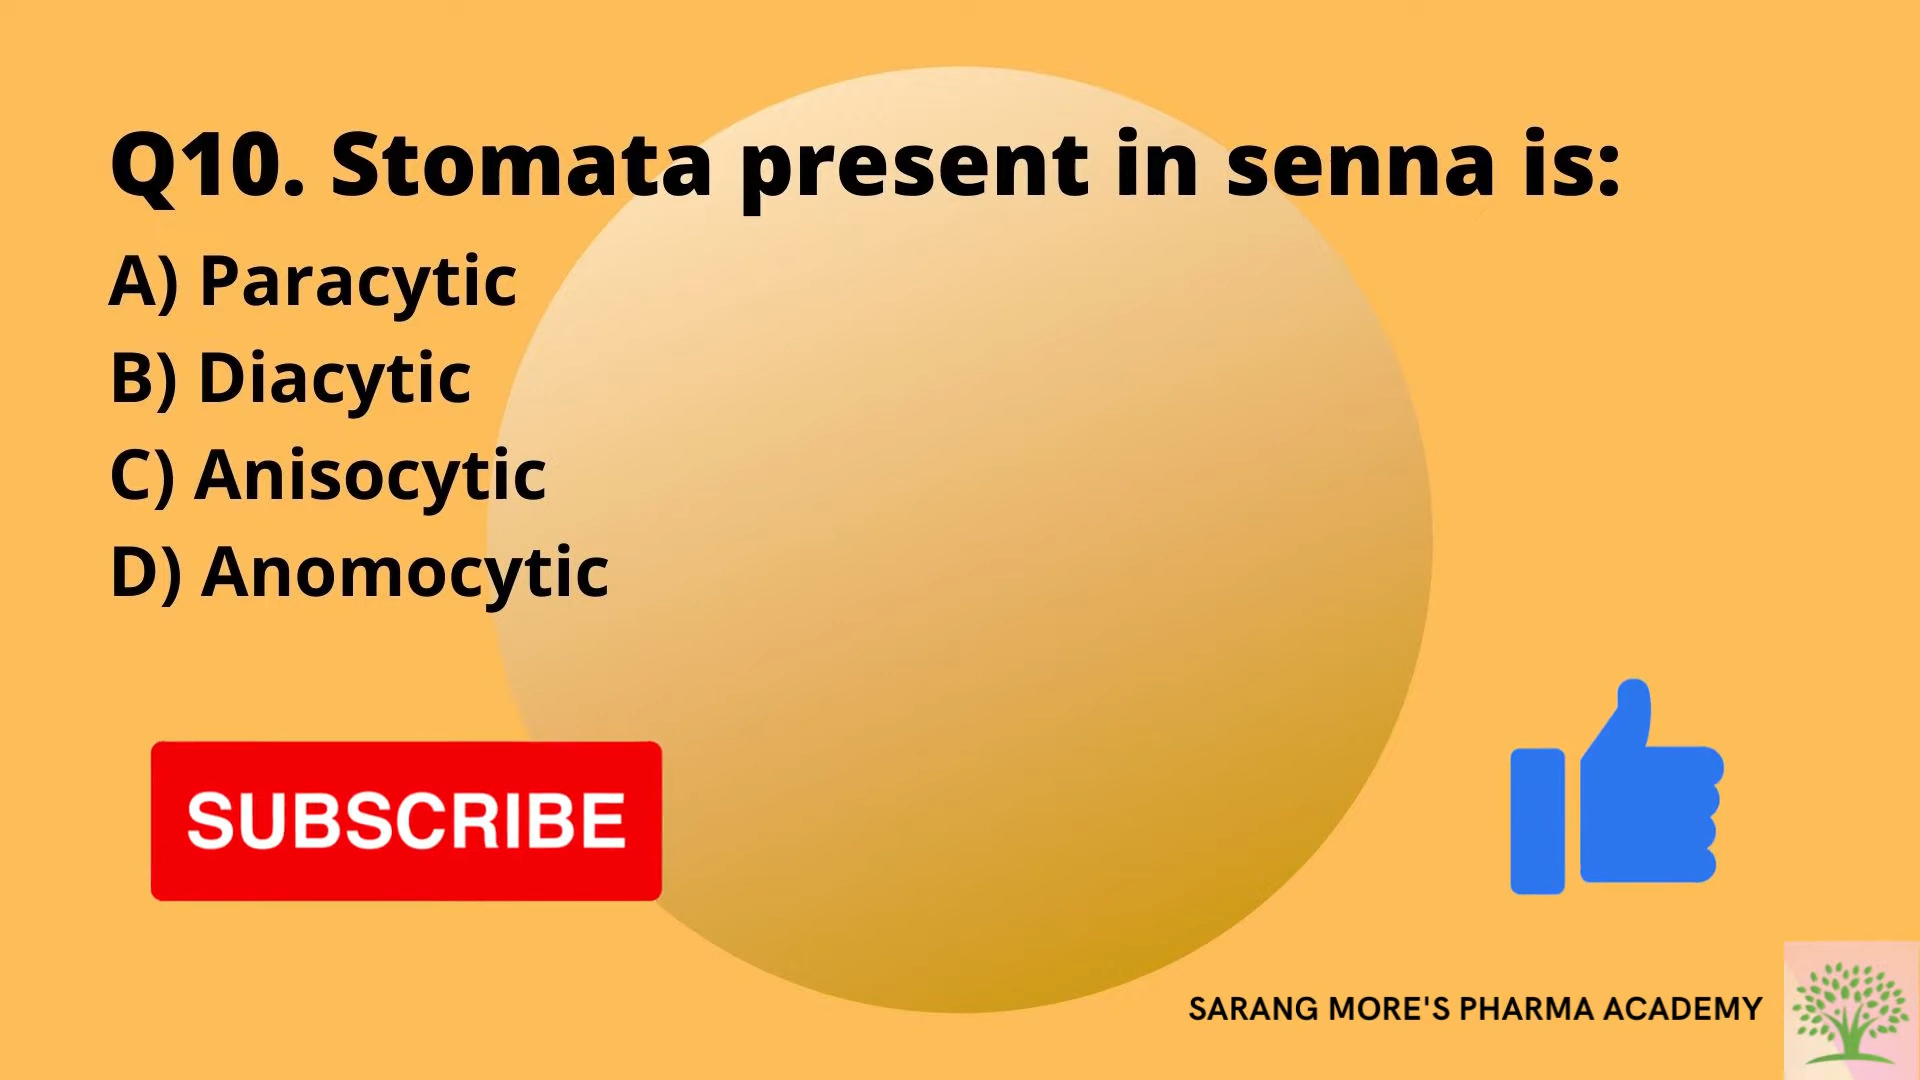 Q10. Stomata present in senna is:
A) Paracytic
B) Diacytic
C) Anisocytic
D) Anomocytic
SUBSCRIBE
SARANG MORE'S PHARMA ACADEMY